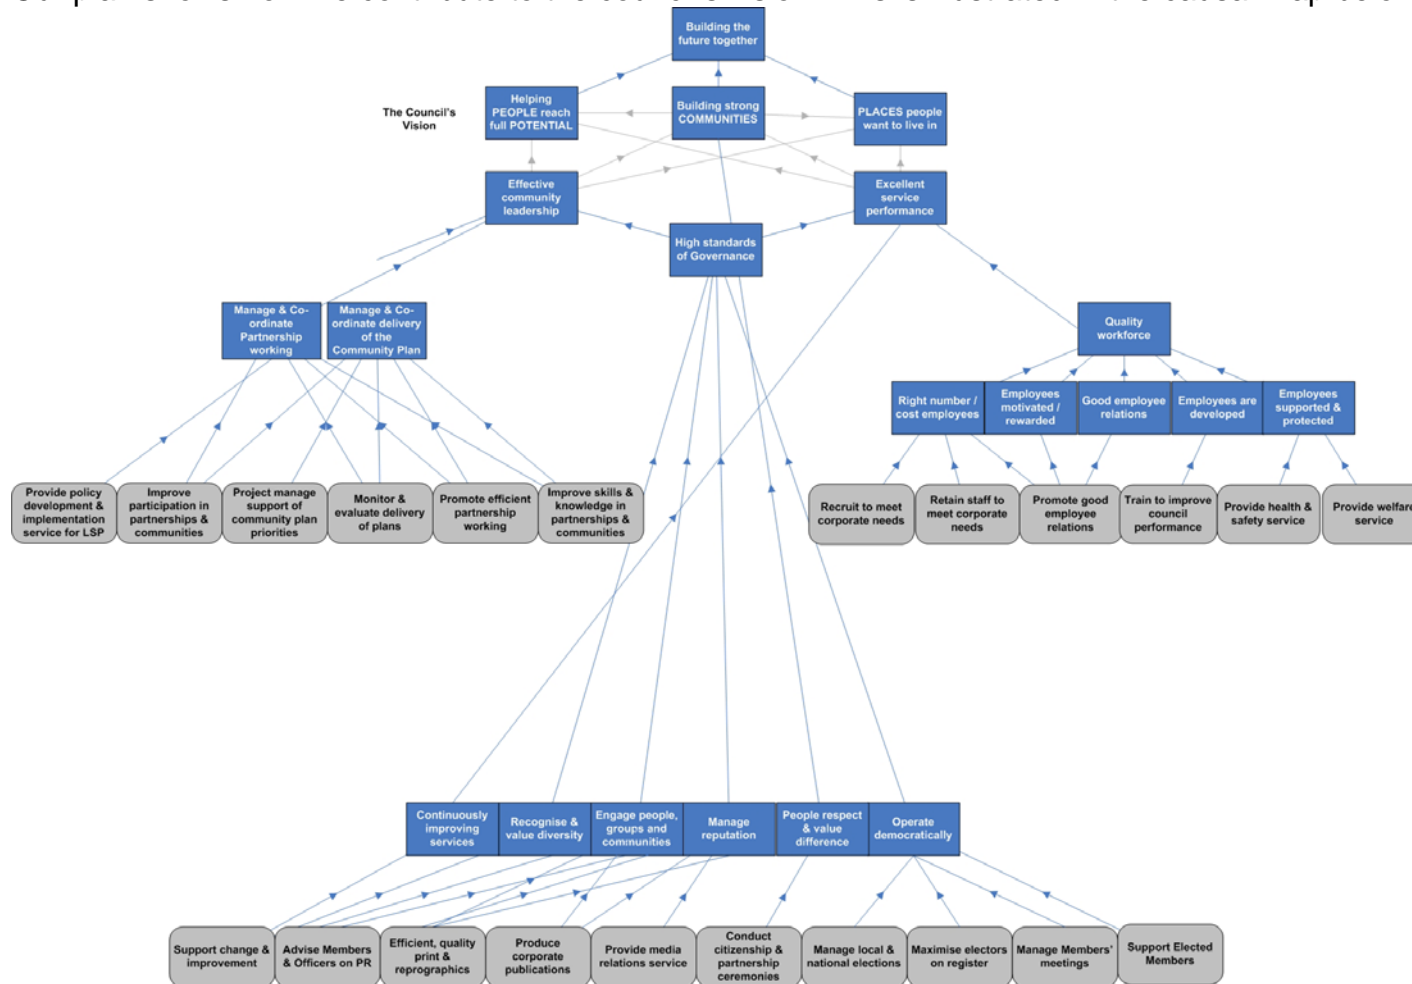 Building the
future together
The Council's
Vision
Helping
PEOPLE reach
full POTENTIAL
Building strong
COMMUNITIES
PLACES people
want to live in
Effective
community
leadership
Excellent
service
performance
High standards
of Governance
Manage & Co-
ordinate
Partnership
working
Manage & Co-
ordinate delivery
of the
Community Plan
Quality
workforce
Right number /
cost employees
Employees
motivated /
rewarded
Good employee
relations
Employees are
developed
Employees
supported &
protected
Provide policy
development &
implementation
service for LSP
Improve
participation in
partnerships &
communities
Project manage
support of
community plan
priorities
Monitor &
evaluate delivery
of plans
Promote efficient
partnership
working
Improve skills &
knowledge in
partnerships &
communities
Recruit to meet
corporate needs
Retain staff to
meet corporate
needs
Promote good
employee
relations
Train to improve
council
performance
Provide health &
safety service
Provide welfare
service
Continuously
improving
services
Recognise &
value diversity
Engage people,
groups and
communities
Manage
reputation
People respect
& value
difference
Operate
democratically
Support change &
improvement
Advise Members
& Officers on PR
Efficient, quality
print &
reprographics
Produce
corporate
publications
Provide media
relations service
Conduct
citizenship &
partnership
ceremonies
Manage local &
national elections
Maximise electors
on register
Manage Members'
meetings
Support Elected
Members